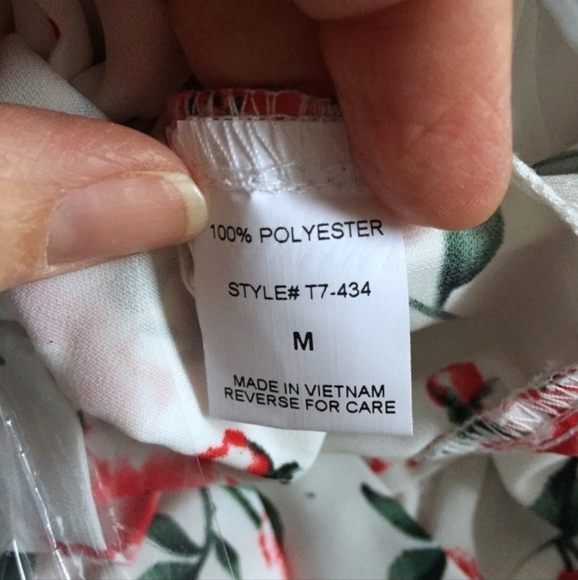 100% POLYESTER
STYLE# T7-434
M
MADE IN VIETNAM
REVERSE FOR CARE